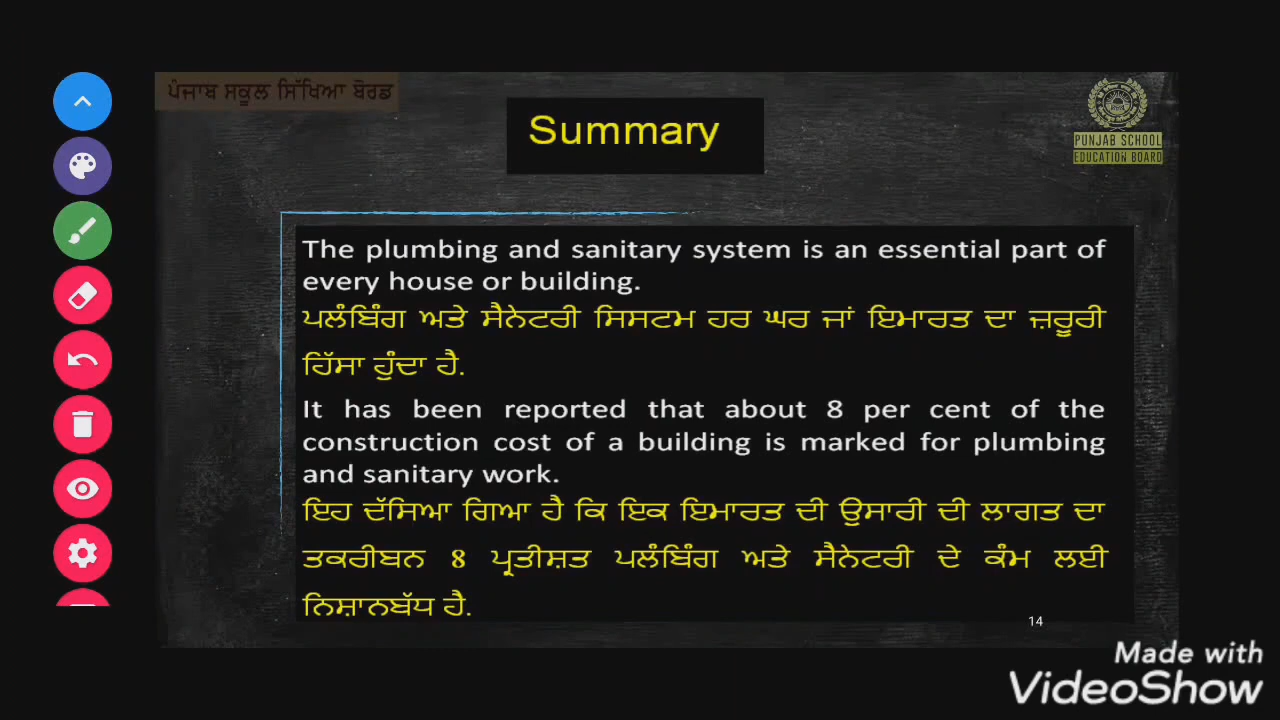 ਪੰਜਾਬ ਸਕੂਲ ਸਿੱਖਿਆ ਬੋਰਡ
Summary
PUNJAB SCHOOL
EDUCATION BOARD
The plumbing and sanitary system is an essential part of
every house or building.
ਪਲੰਬਿੰਗ ਅਤੇ ਸੈਨੇਟਰੀ ਸਿਸਟਮ ਹਰ ਘਰ ਜਾਂ ਇਮਾਰਤ ਦਾ ਜ਼ਰੂਰੀ
ਹਿੱਸਾ ਹੁੰਦਾ ਹੈ.
It has been reported that about 8 per cent of the
construction cost of a building is marked for plumbing
and sanitary work.
ਇਹ ਦੱਸਿਆ ਗਿਆ ਹੈ ਕਿ ਇਕ ਇਮਾਰਤ ਦੀ ਉਸਾਰੀ ਦੀ ਲਾਗਤ ਦਾ
ਤਕਰੀਬਨ 8 ਪ੍ਰਤੀਸ਼ਤ ਪਲੰਬਿੰਗ ਅਤੇ ਸੈਨੇਟਰੀ ਦੇ ਕੰਮ ਲਈ
ਨਿਸ਼ਾਨਬੱਧ ਹੈ.
14
Made with
VideoShow